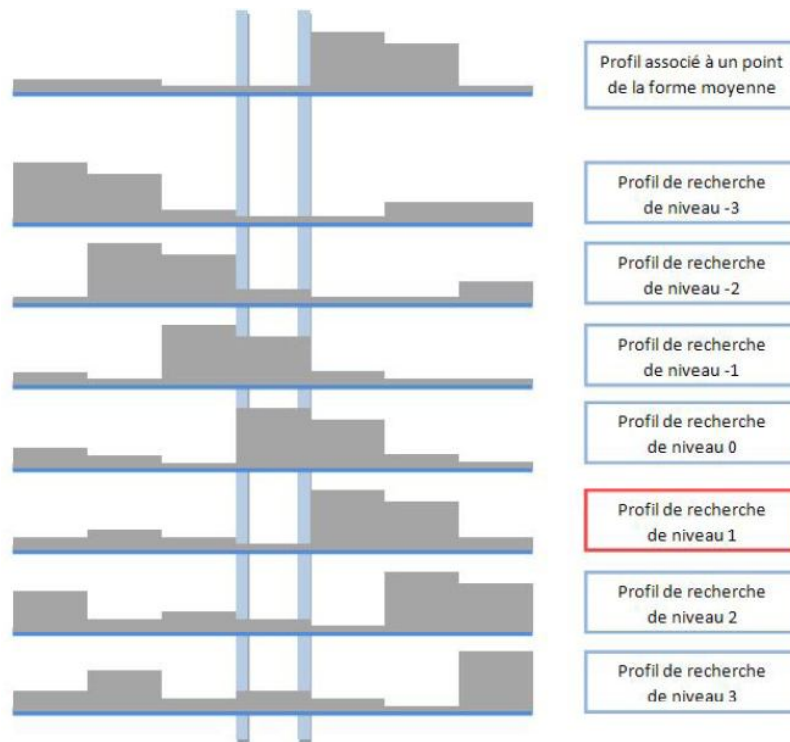 Profil associé à un point
de la forme moyenne
Profil de recherche
de niveau -3
Profil de recherche
de niveau -2
Profil de recherche
de niveau -1
Profil de recherche
de niveau 0
Profil de recherche
de niveau 1
Profil de recherche
de niveau 2
Profil de recherche
de niveau 3